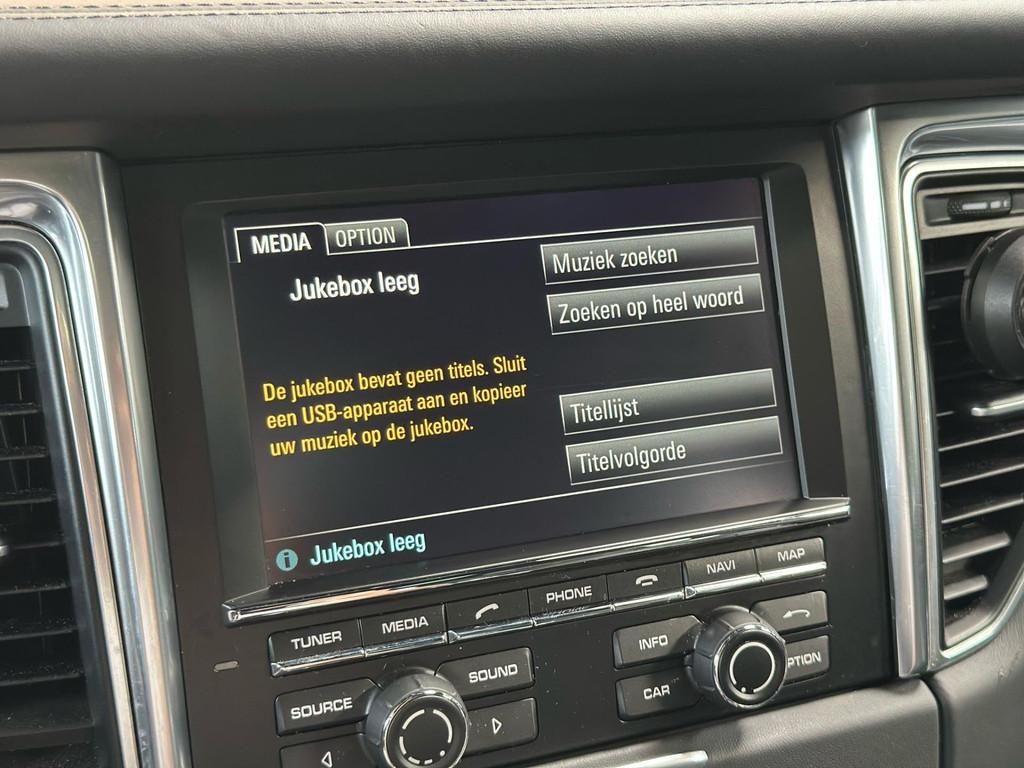 MEDIA OPTION
Jukebox leeg
Muziek zoeken
Zoeken op heel woord
De jukebox bevat geen titels. Sluit
een USB-apparaat aan en kopieer
uw muziek op de jukebox.
Titellijst
Titelvolgorde
Jukebox leeg
TUNER MEDIA PHONE NAVI MAP
SOURCE SOUND INFO
CAR